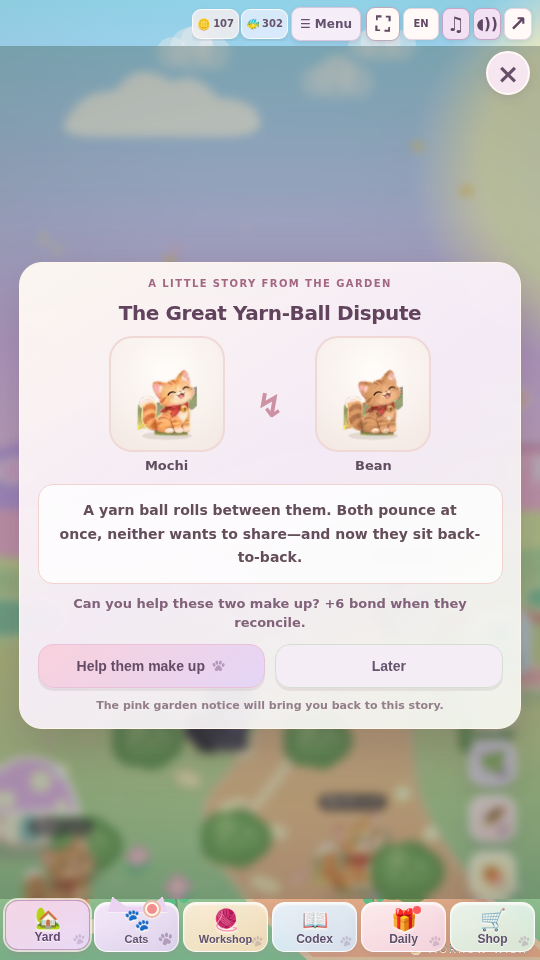 107 302 ☰ Menu EN
A LITTLE STORY FROM THE GARDEN
The Great Yarn-Ball Dispute
Mochi Bean
A yarn ball rolls between them. Both pounce at
once, neither wants to share—and now they sit back-
to-back.
Can you help these two make up? +6 bond when they
reconcile.
Help them make up Later
The pink garden notice will bring you back to this story.
Yard Cats Workshop Codex Daily Shop